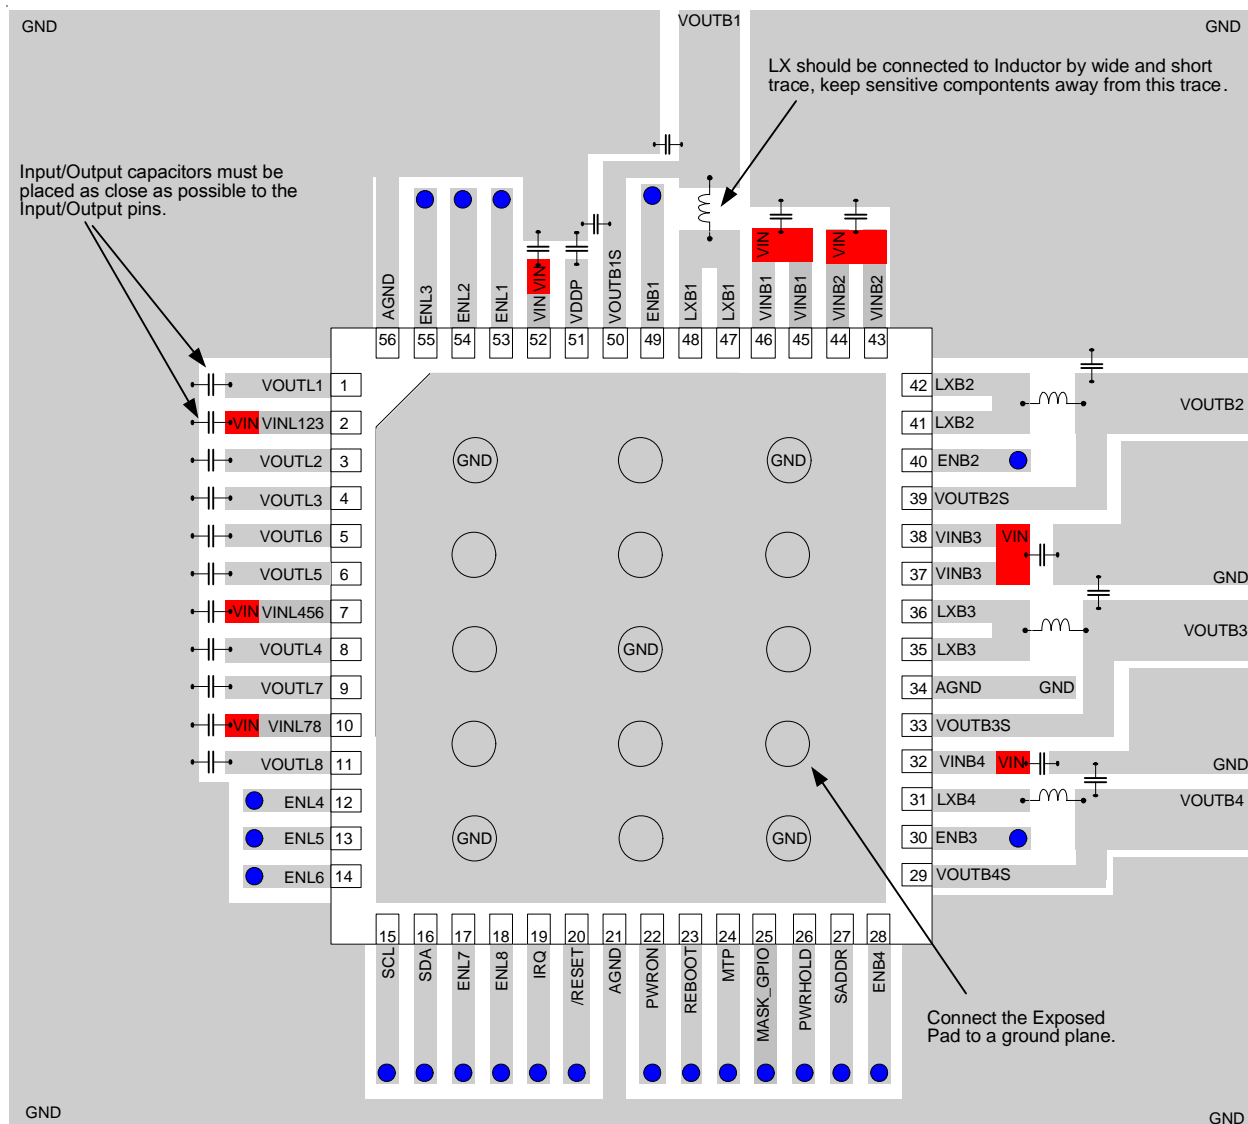 GND
VOUTB1
GND
LX should be connected to Inductor by wide and short
trace, keep sensitive compontents away from this trace.
Input/Output capacitors must be
placed as close as possible to the
Input/Output pins.
AGND
ENL3
ENL2
ENL1
VIN VIN
VDDP
VOUTB1S
ENB1
LXB1
LXB1
VIN
VINB1
VINB1
VIN
VINB2
VINB2
56 55 54 53 52 51 50 49 48 47 46 45 44 43
VOUTL1 1
VIN VINL123 2
VOUTL2 3
VOUTL3 4
VOUTL6 5
VOUTL5 6
VIN VINL456 7
VOUTL4 8
VOUTL7 9
VIN VINL78 10
VOUTL8 11
ENL4 12
ENL5 13
ENL6 14
GND GND
GND
GND GND
42 LXB2
VOUTB2
41 LXB2
40 ENB2
39 VOUTB2S
38 VINB3 VIN
37 VINB3
GND
36 LXB3
VOUTB3
35 LXB3
34 AGND GND
33 VOUTB3S
32 VINB4 VIN
GND
31 LXB4
VOUTB4
30 ENB3
29 VOUTB4S
15 16 17 18 19 20 21 22 23 24 25 26 27 28
SCL
SDA
ENL7
ENL8
IRQ
/RESET
AGND
PWRON
REBOOT
MTP
MASK_GPIO
PWRHOLD
SADDR
ENB4
Connect the Exposed
Pad to a ground plane.
GND
GND